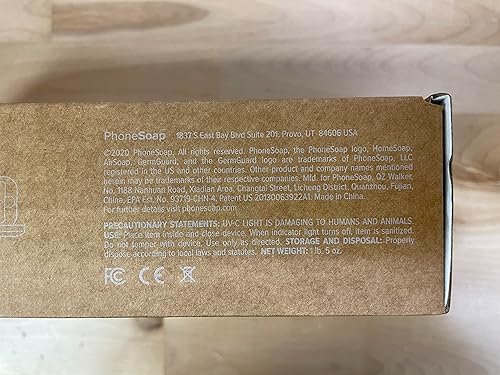 PhoneSoap 1837 S East Bay Blvd Suite 201. Provo, UT 84606 USA
©2020 PhoneSoap. All rights reserved. PhoneSoap, the PhoneSoap logo, HomeSoap,
AirSoap, GermGuard, and the GermGuard logo are trademarks of PhoneSoap, LLC
registered in the US and other countries. Other product and company names mentioned
herein may be trademarks of their respective companies. Mfd. for PhoneSoap, QZ Walker,
No. 1188 Nanhuan Road, Xiadian Area, Changtai Street, Licheng District, Quanzhou, Fujian,
China, EPA Est. No. 93719-CHN-4, Patent US 20130063922A1.
For further details visit phonesoap.com
PRECAUTIONARY STATEMENTS: UV-C LIGHT IS DAMAGING TO HUMANS AND ANIMALS
USE: Place item inside and close device. When indicator light turns off, item is sanitized.
Do not temper with device. Use only as directed. STORAGE AND DISPOSAL: Properly
dispose according to local laws and statutes. NET WEIGHT: 1 lb. 5 oz.
FC CE